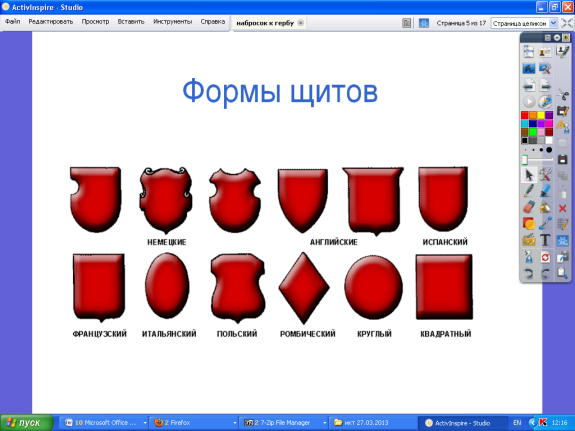 ActivInspire - Studio
Файл Редактировать Просмотр Вставить Инструменты Справка набросок к гербу Страница 5 из 17 Страница целиком
Формы щитов
НЕМЕЦКИЕ АНГЛИЙСКИЕ ИСПАНСКИЙ
ФРАНЦУЗСКИЙ ИТАЛЬЯНСКИЙ ПОЛЬСКИЙ РОМБИЧЕСКИЙ КРУГЛЫЙ КВАДРАТНЫЙ
пуск 10 Microsoft Office ... 2 Firefox 2 7-Zip File Manager икт 27.03.2013 ActivInspire - Studio EN 12:16